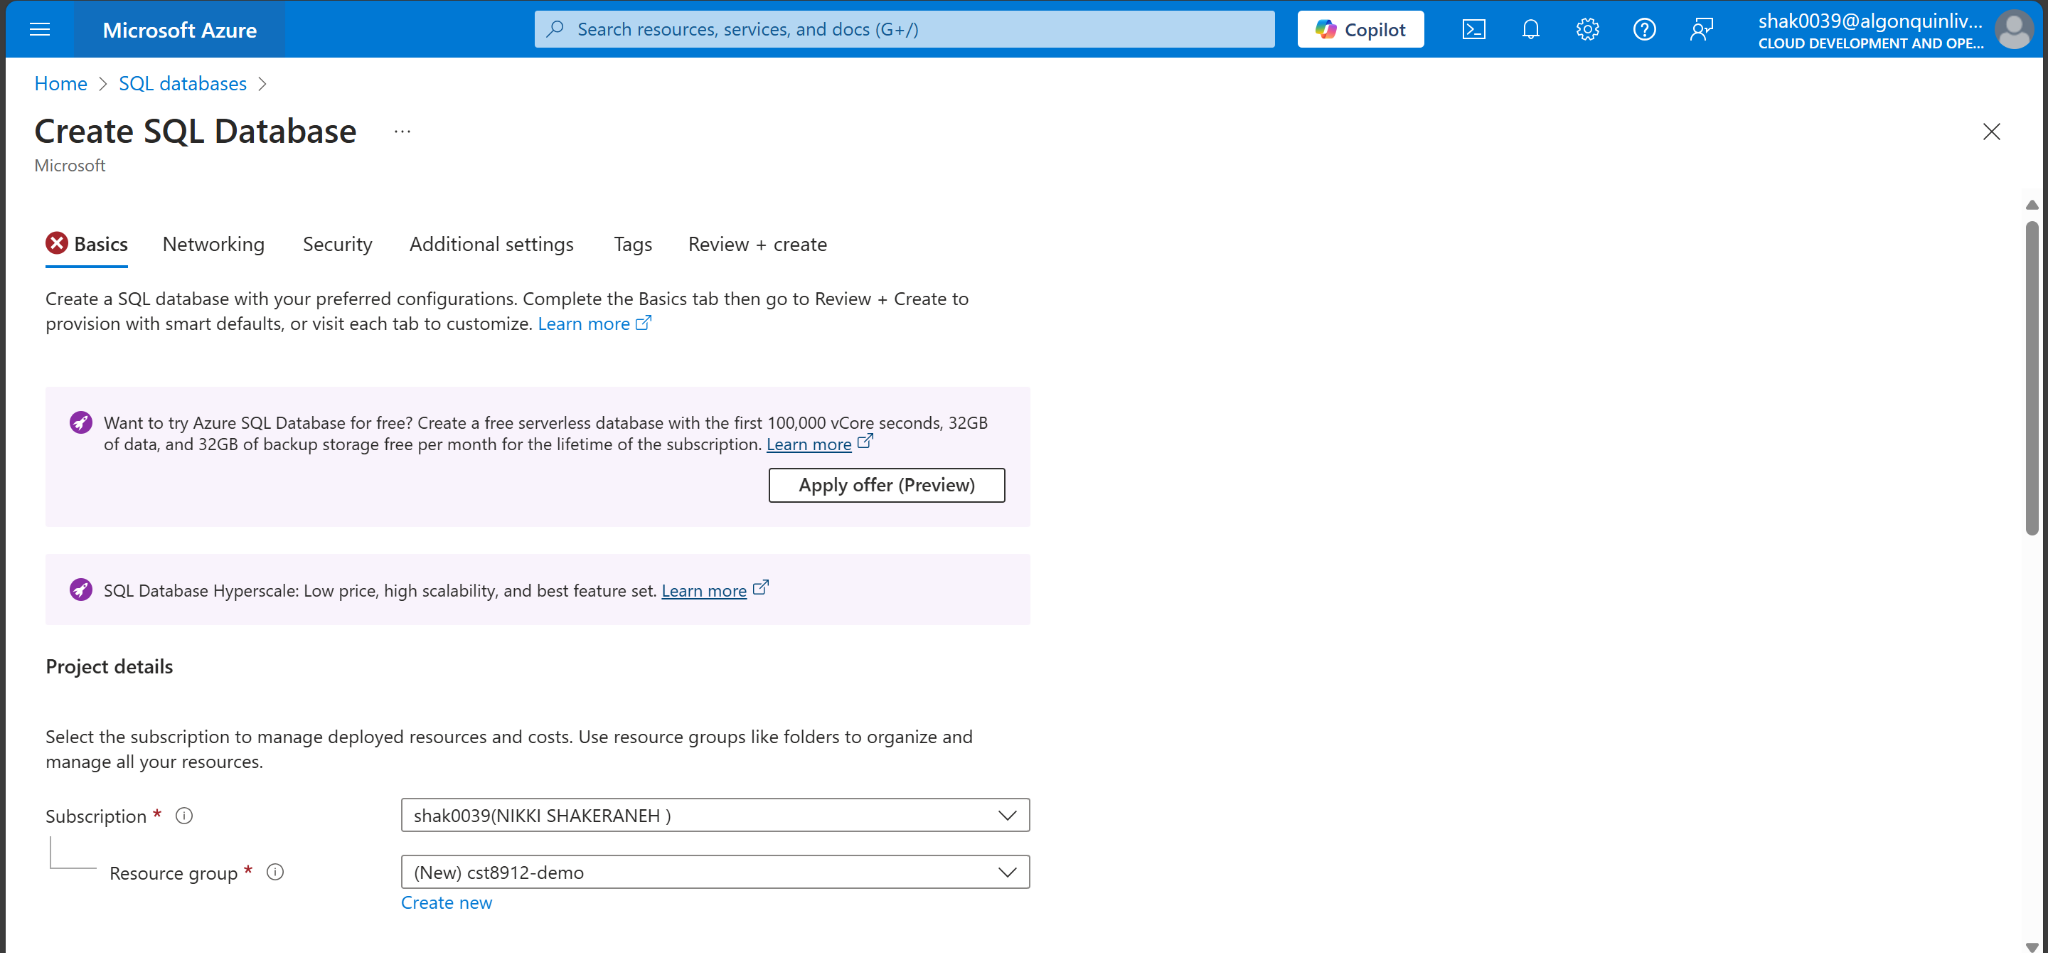 Microsoft Azure
Search resources, services, and docs (G+/)
Copilot
shak0039@algonquinliv...
CLOUD DEVELOPMENT AND OPE...
Home > SQL databases >
Create SQL Database ...
Microsoft
Basics Networking Security Additional settings Tags Review + create
Create a SQL database with your preferred configurations. Complete the Basics tab then go to Review + Create to
provision with smart defaults, or visit each tab to customize. Learn more
Want to try Azure SQL Database for free? Create a free serverless database with the first 100,000 vCore seconds, 32GB
of data, and 32GB of backup storage free per month for the lifetime of the subscription. Learn more
Apply offer (Preview)
SQL Database Hyperscale: Low price, high scalability, and best feature set. Learn more
Project details
Select the subscription to manage deployed resources and costs. Use resource groups like folders to organize and
manage all your resources.
Subscription * shak0039(NIKKI SHAKERANEH )
Resource group * (New) cst8912-demo
Create new